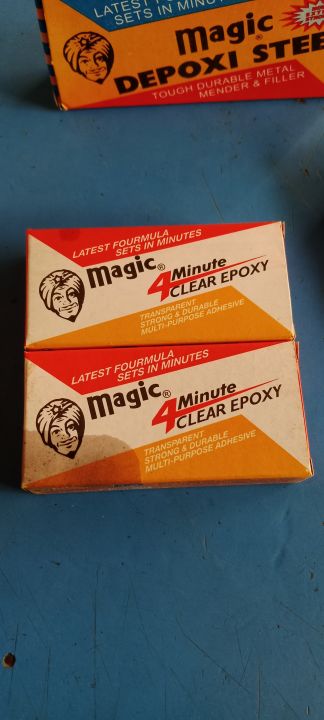 LATEST
SETS IN MINUT
Magic
DEPOXI STEE
TOUGH DURABLE METAL
MENDER & FILLER
LATEST FOURMULA
SETS IN MINUTES
Magic®
4 Minute
CLEAR EPOXY
TRANSPARENT
STRONG & DURABLE
MULTI-PURPOSE ADHESIVE
LATEST FOURMULA
SETS IN MINUTES
Magic®
4 Minute
CLEAR EPOXY
TRANSPARENT
STRONG & DURABLE
MULTI-PURPOSE ADHESIVE